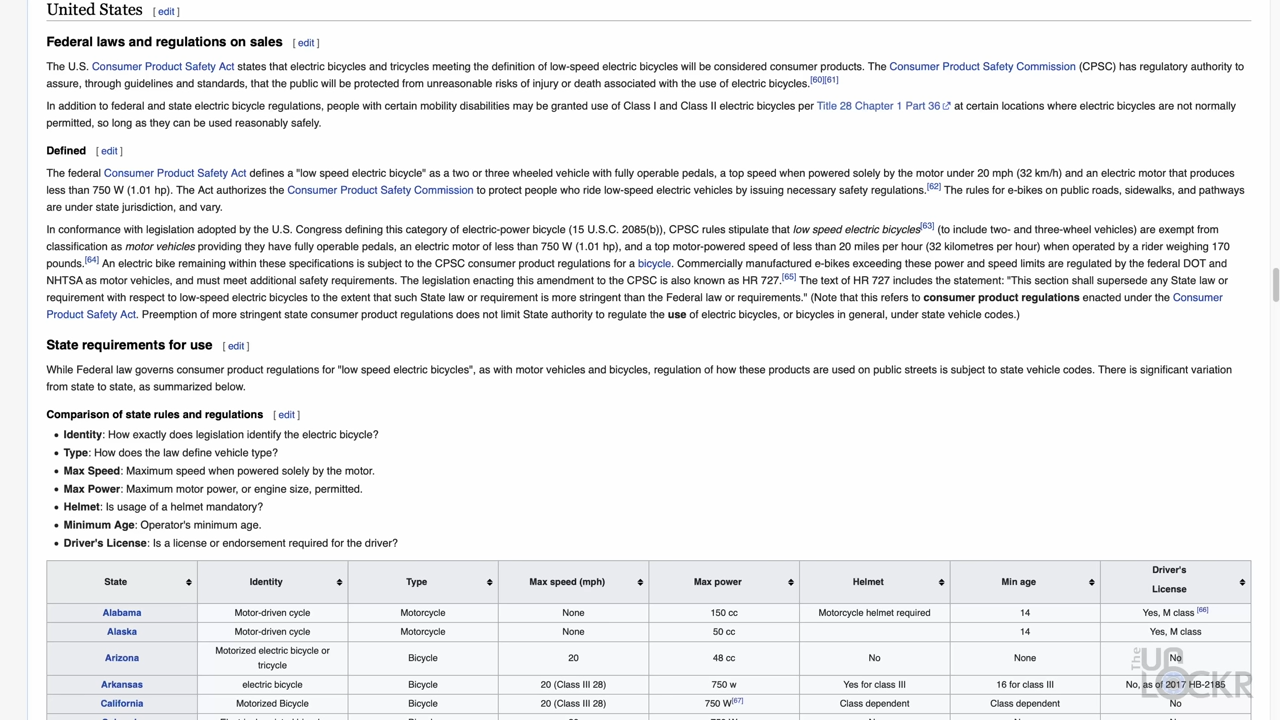 United States [ edit ]
Federal laws and regulations on sales [ edit ]
The U.S. Consumer Product Safety Act states that electric bicycles and tricycles meeting the definition of low-speed electric bicycles will be considered consumer products. The Consumer Product Safety Commission (CPSC) has regulatory authority to
assure, through guidelines and standards, that the public will be protected from unreasonable risks of injury or death associated with the use of electric bicycles.[60][61]
In addition to federal and state electric bicycle regulations, people with certain mobility disabilities may be granted use of Class I and Class II electric bicycles per Title 28 Chapter 1 Part 36 at certain locations where electric bicycles are not normally
permitted, so long as they can be used reasonably safely.
Defined [ edit ]
The federal Consumer Product Safety Act defines a "low speed electric bicycle" as a two or three wheeled vehicle with fully operable pedals, a top speed when powered solely by the motor under 20 mph (32 km/h) and an electric motor that produces
less than 750 W (1.01 hp). The Act authorizes the Consumer Product Safety Commission to protect people who ride low-speed electric vehicles by issuing necessary safety regulations.[62] The rules for e-bikes on public roads, sidewalks, and pathways
are under state jurisdiction, and vary.
In conformance with legislation adopted by the U.S. Congress defining this category of electric-power bicycle (15 U.S.C. 2085(b)), CPSC rules stipulate that low speed electric bicycles[63] (to include two- and three-wheel vehicles) are exempt from
classification as motor vehicles providing they have fully operable pedals, an electric motor of less than 750 W (1.01 hp), and a top motor-powered speed of less than 20 miles per hour (32 kilometres per hour) when operated by a rider weighing 170
pounds.[64] An electric bike remaining within these specifications is subject to the CPSC consumer product regulations for a bicycle. Commercially manufactured e-bikes exceeding these power and speed limits are regulated by the federal DOT and
NHTSA as motor vehicles, and must meet additional safety requirements. The legislation enacting this amendment to the CPSC is also known as HR 727.[65] The text of HR 727 includes the statement: "This section shall supersede any State law or
requirement with respect to low-speed electric bicycles to the extent that such State law or requirement is more stringent than the Federal law or requirements." (Note that this refers to consumer product regulations enacted under the Consumer
Product Safety Act. Preemption of more stringent state consumer product regulations does not limit State authority to regulate the use of electric bicycles, or bicycles in general, under state vehicle codes.)
State requirements for use [ edit ]
While Federal law governs consumer product regulations for "low speed electric bicycles", as with motor vehicles and bicycles, regulation of how these products are used on public streets is subject to state vehicle codes. There is significant variation
from state to state, as summarized below.
Comparison of state rules and regulations [ edit ]
• Identity: How exactly does legislation identify the electric bicycle?
• Type: How does the law define vehicle type?
• Max Speed: Maximum speed when powered solely by the motor.
• Max Power: Maximum motor power, or engine size, permitted.
• Helmet: Is usage of a helmet mandatory?
• Minimum Age: Operator's minimum age.
• Driver's License: Is a license or endorsement required for the driver?
State Identity Type Max speed (mph) Max power Helmet Min age Driver's License
Alabama Motor-driven cycle Motorcycle None 150 cc Motorcycle helmet required 14 Yes, M class [66]
Alaska Motor-driven cycle Motorcycle None 50 cc 14 Yes, M class
Arizona Motorized electric bicycle or tricycle Bicycle 20 48 cc No None No
Arkansas electric bicycle Bicycle 20 (Class III 28) 750 w Yes for class III 16 for class III No, as of 2017 HB-2185
California Motorized Bicycle Bicycle 20 (Class III 28) 750 W[67] Class dependent Class dependent No
The UNLOCKR